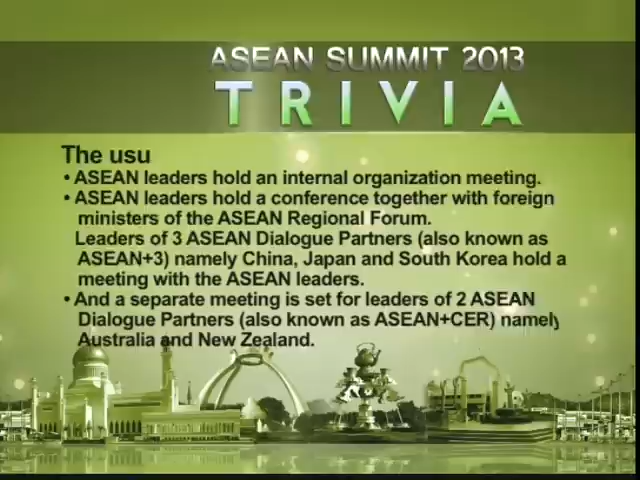 ASEAN SUMMIT 2013
TRIVIA
The usu
• ASEAN leaders hold an internal organization meeting.
• ASEAN leaders hold a conference together with foreign
ministers of the ASEAN Regional Forum.
Leaders of 3 ASEAN Dialogue Partners (also known as
ASEAN+3) namely China, Japan and South Korea hold a
meeting with the ASEAN leaders.
• And a separate meeting is set for leaders of 2 ASEAN
Dialogue Partners (also known as ASEAN+CER) namely
Australia and New Zealand.